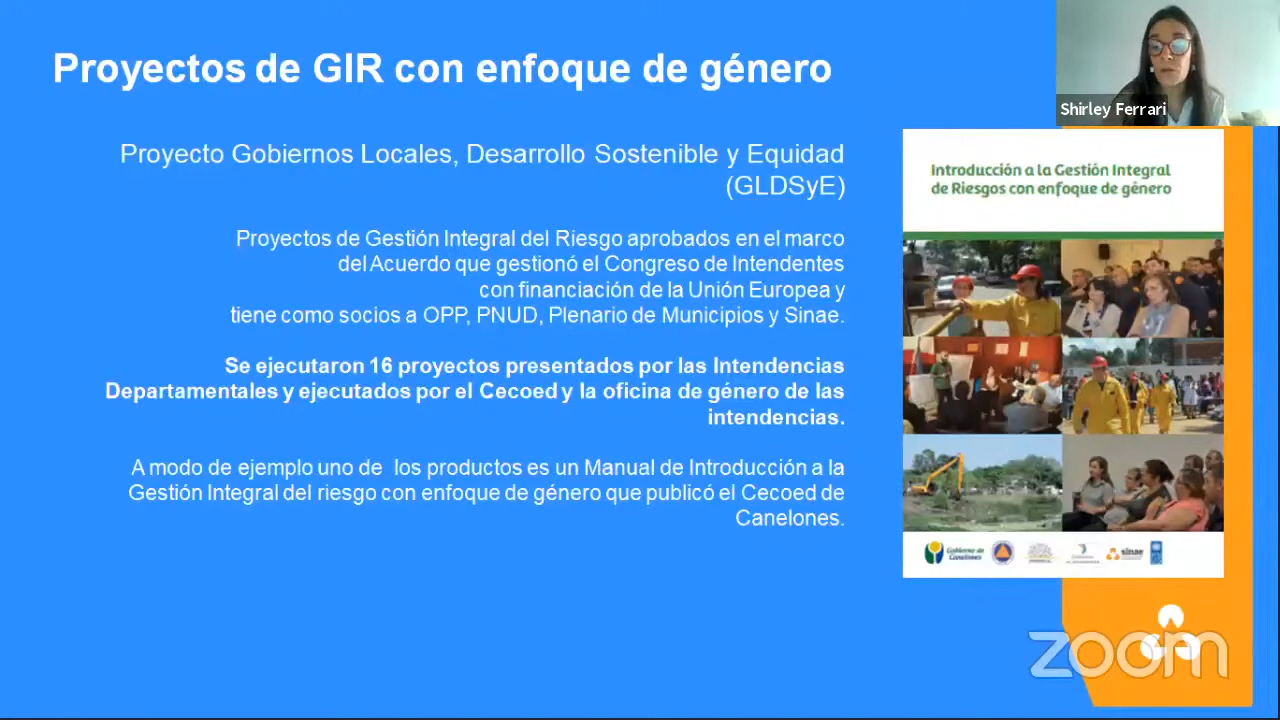 Proyectos de GIR con enfoque de género
Shirley Ferrari
Proyecto Gobiernos Locales, Desarrollo Sostenible y Equidad
(GLDSyE)
Proyectos de Gestión Integral del Riesgo aprobados en el marco
del Acuerdo que gestionó el Congreso de Intendentes
con financiación de la Unión Europea y
tiene como socios a OPP, PNUD, Plenario de Municipios y Sinae.
Se ejecutaron 16 proyectos presentados por las Intendencias
Departamentales y ejecutados por el Cecoed y la oficina de género de las
intendencias.
A modo de ejemplo uno de los productos es un Manual de Introducción a la
Gestión Integral del riesgo con enfoque de género que publicó el Cecoed de
Canelones.
Introducción a la Gestión Integral
de Riesgos con enfoque de género
Gobierno de
Canelones
sinae
zoom